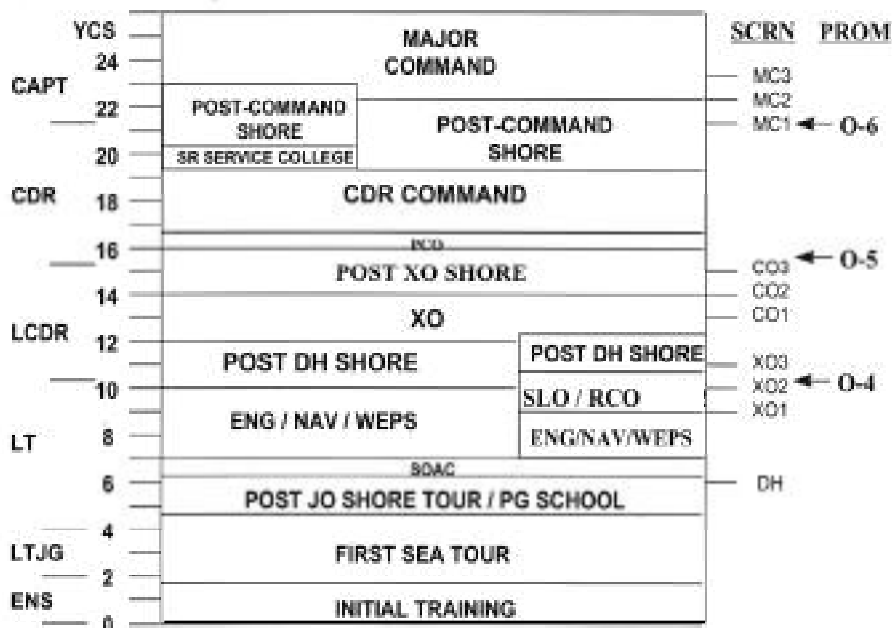 YCS
SCRN PROM
MAJOR
COMMAND
24
MC3
CAPT
22
POST-COMMAND
SHORE
MC2
POST-COMMAND
SHORE
MC1 O-6
20
SR SERVICE COLLEGE
CDR
18
CDR COMMAND
16
PCO
O-5
POST XO SHORE
CO3
14
CO2
XO
CO1
LCDR
12
POST DH SHORE
POST DH SHORE
XO3
10
XO2 O-4
SLO / RCO
XO1
ENG / NAV / WEPS
LT
8
ENG/NAV/WEPS
SOAC
6
DH
POST JO SHORE TOUR / PG SCHOOL
4
LTJG
FIRST SEA TOUR
2
ENS
INITIAL TRAINING
0